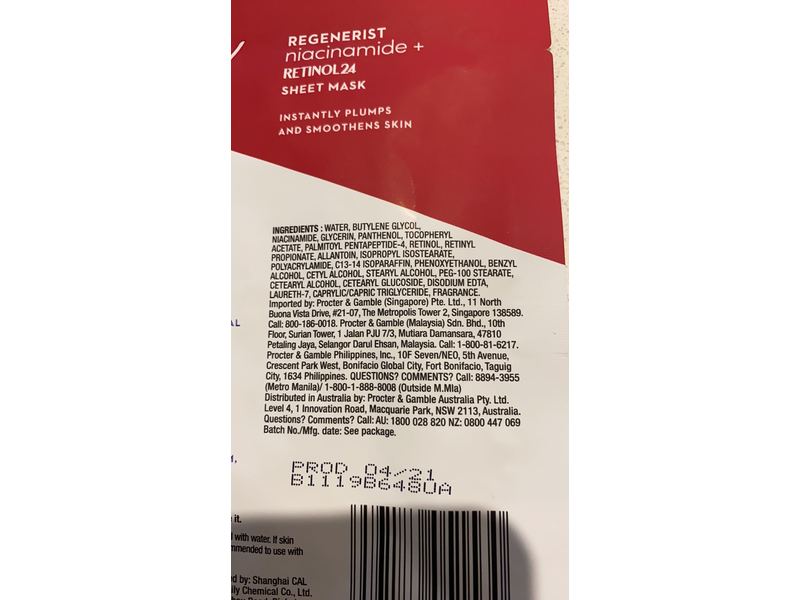 REGENERIST
niacinamide +
RETINOL24
SHEET MASK
INSTANTLY PLUMPS
AND SMOOTHENS SKIN
INGREDIENTS : WATER, BUTYLENE GLYCOL,
NIACINAMIDE, GLYCERIN, PANTHENOL, TOCOPHERYL
ACETATE, PALMITOYL PENTAPEPTIDE-4, RETINOL, RETINYL
PROPIONATE, ALLANTOIN, ISOPROPYL ISOSTEARATE,
POLYACRYLAMIDE, C13-14 ISOPARAFFIN, PHENOXYETHANOL, BENZYL
ALCOHOL, CETYL ALCOHOL, STEARYL ALCOHOL, PEG-100 STEARATE,
CETEARYL ALCOHOL, CETEARYL GLUCOSIDE, DISODIUM EDTA,
LAURETH-7, CAPRYLIC/CAPRIC TRIGLYCERIDE, FRAGRANCE.
Imported by: Procter & Gamble (Singapore) Pte. Ltd., 11 North
Buona Vista Drive, #21-07, The Metropolis Tower 2, Singapore 138589.
Call: 800-186-0018. Procter & Gamble (Malaysia) Sdn. Bhd., 10th
Floor, Surian Tower, 1 Jalan PJU 7/3, Mutiara Damansara, 47810
Petaling Jaya, Selangor Darul Ehsan, Malaysia. Call: 1-800-81-6217.
Procter & Gamble Philippines, Inc., 10F Seven/NEO, 5th Avenue,
Crescent Park West, Bonifacio Global City, Fort Bonifacio, Taguig
City, 1634 Philippines. QUESTIONS? COMMENTS? Call: 8894-3955
(Metro Manila)/ 1-800-1-888-8008 (Outside M.Mla)
Distributed in Australia by: Procter & Gamble Australia Pty. Ltd.
Level 4, 1 Innovation Road, Macquarie Park, NSW 2113, Australia.
Questions? Comments? Call: AU: 1800 028 820 NZ: 0800 447 069
Batch No./Mfg. date: See package.
PROD 04/21
B1119B648UA
it.
with water. If skin
to use with
by: Shanghai CAL
Chemical Co., Ltd.